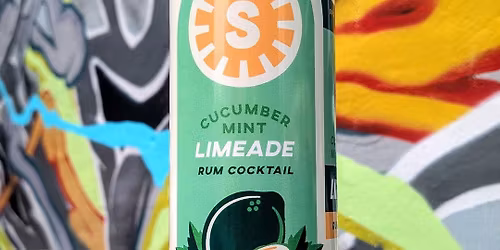 S
CUCUMBER
MINT
LIMEADE
RUM COCKTAIL